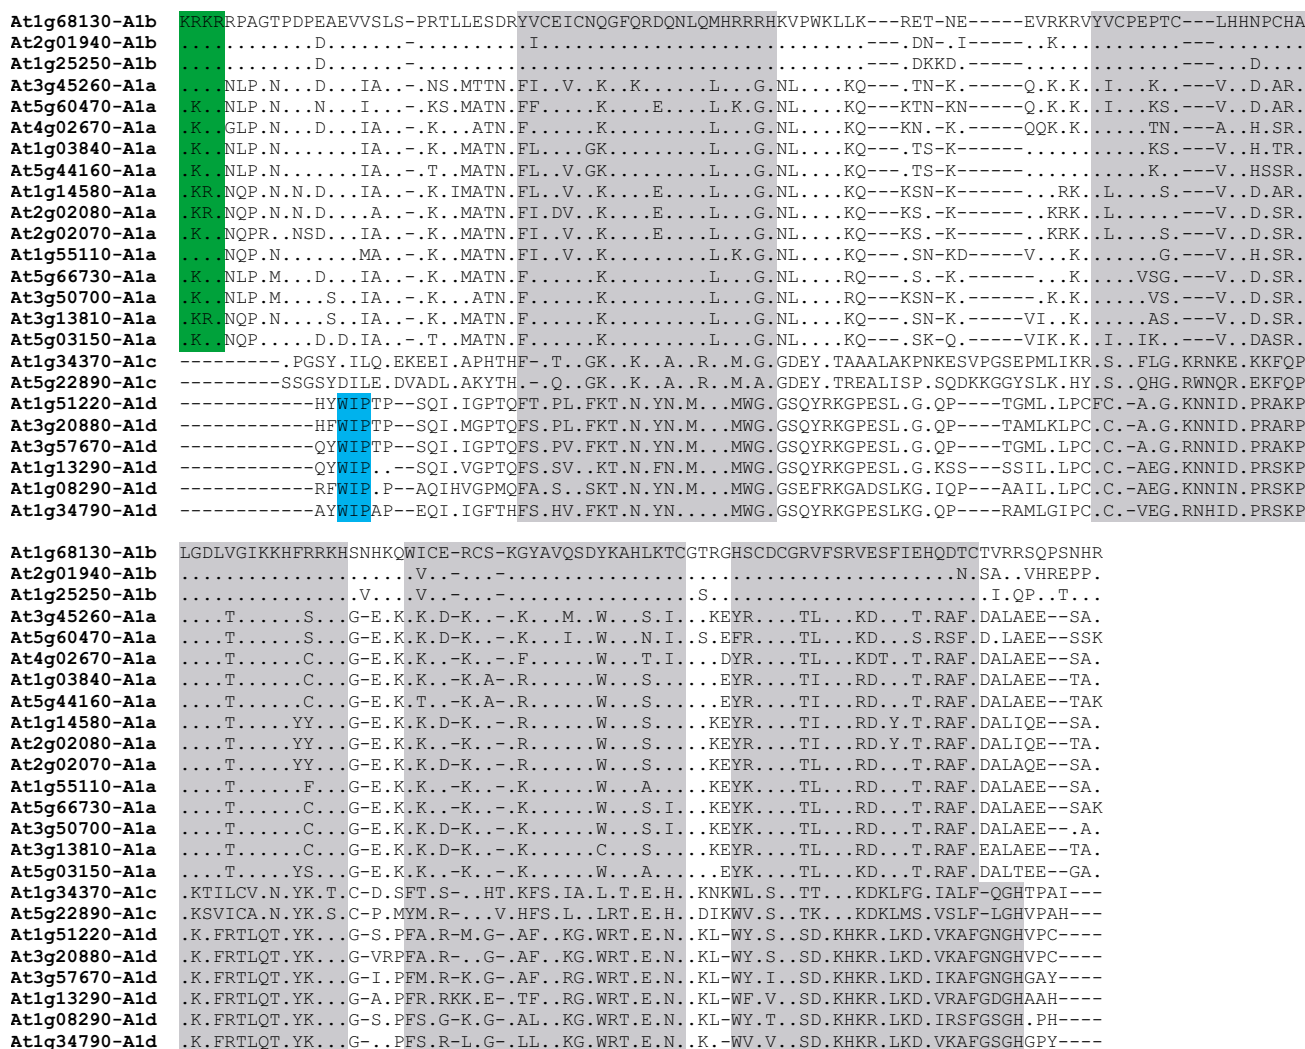 At1g68130-A1b KRKRRPAGTPDPEAEVVSLS-PRTLLESDRYVCEICNQGFQRDQNLQMHRRRHKVPWKLLK---RET-NE-----EVRKRVYVCPEPTC---LHHNPCHA
At2g01940-A1b ............D........-..........I.................................---DN-.I-----..K..............---..........
At1g25250-A1b ............D........-............................................---DKKD.-----.................---.....D....
At3g45260-A1a ....NLP.N...D...IA..-.NS.MTTN.FI..V..K..K......L...G.NL....KQ---.TN-K.-----.Q.K.K..I...K....---V..D.AR.
At5g60470-A1a .K..NLP.N...N...I...-.KS.MATN.FF.....K....E....L.K.G.NL....KQ---KTN-KN-----Q.K.K..I...KS...---V..D.AR.
At4g02670-A1a .K..GLP.N...D...IA..-.K...ATN.F......K.........L...G.NL....KQ---KN.-K.-----QQK.K.......TN..---A..H.SR.
At1g03840-A1a .K..NLP.N.......IA..-.K..MATN.FL....GK.........L...G.NL....KQ---.TS-K.-----............KS...---V..H.TR.
At5g44160-A1a .K..NLP.N.......IA..-.T..MATN.FL..V.GK.........L...G.NL....KQ---.TS-K.-----............K....---V..HSSR.
At1g14580-A1a .KR.NQP.N.N.D...IA..-.K.IMATN.FL..V..K....E....L...G.NL....KQ---KSN-K------...RK..L....S...---V..D.AR.
At2g02080-A1a .KR.NQP.N.N.D....A..-.K..MATN.FI.DV..K....E....L...G.NL....KQ---KS.-K------..KRK..L........---V..D.SR.
At2g02070-A1a .K..NQPR..NSD...IA..-.K..MATN.FI..V..K....E....L...G.NL....KQ---KS.-K------..KRK..L....S...---V..D.SR.
At1g55110-A1a ....NQP.N.......MA..-.K..MATN.FI..V..K.........L.K.G.NL....KQ---.SN-KD-----V...K.......G...---V..H.SR.
At5g66730-A1a .K..NLP.M...D...IA..-.K..MATN.F......K.........L...G.NL....RQ---.S.-K.-----....K.....VSG...---V..D.SR.
At3g50700-A1a .K..NLP.M....S..IA..-.K...ATN.F......K.........L...G.NL....RQ---KSN-K.-----..K.K......VS...---V..D.SR.
At3g13810-A1a .KR.NQP.N....S..IA..-.K..MATN.F......K.........L...G.NL....KQ---.SN-K.-----VI..K......AS...---V..D.SR.
At5g03150-A1a .K..NQP.....D.D.IA..-.T..MATN.F......K.........L...G.NL....KQ---.SK-Q.-----VI..K..I...IK...---V..DASR.
At1g34370-A1c ----------.PGSY.ILQ.EKEEI.APHTHF-.T..GK..K..A..R..M.G.GDEY.TAAALAKPNKESVPGSEPMLIKR.S..FLG.KRNKE.KKFQP
At5g22890-A1c ---------SSGSYDILE.DVADL.AKYTH.-.Q..GK..K..A..R..M.A.GDEY.TREALISP.SQDKKGGYSLK.HY.S..QHG.RWNQR.EKFQP
At1g51220-A1d ------------HYWIPTP--SQI.IGPTQFT.PL.FKT.N.YN.M...MWG.GSQYRKGPESL.G.QP----TGML.LPCFC.-A.G.KNNID.PRAKP
At3g20880-A1d ------------HFWIPTP--SQI.MGPTQFS.PL.FKT.N.YN.M...MWG.GSQYRKGPESL.G.QP----TAMLKLPC.C.-A.G.KNNID.PRARP
At3g57670-A1d ------------QYWIPTP--SQI.IGPTQFS.PV.FKT.N.YN.M...MWG.GSQYRKGPESL.G.QP----TGML.LPC.C.-A.G.KNNID.PRAKP
At1g13290-A1d ------------QYWIP..--SQI.VGPTQFS.SV..KT.N.FN.M...MWG.GSQYRKGPESL.G.KSS---SSIL.LPC.C.-AEG.KNNID.PRSKP
At1g08290-A1d ------------RFWIP.P--AQIHVGPMQFA.S..SKT.N.YN.M...MWG.GSEFRKGADSLKG.IQP---AAIL.LPC.C.-AEG.KNNIN.PRSKP
At1g34790-A1d ------------AYWIPAP--EQI.IGFTHFS.HV.FKT.N.YN.....MWG.GSQYRKGPESLKG.QP----RAMLGIPC.C.-VEG.RNHID.PRSKP
At1g68130-A1b LGDLVGIKKHFRRKHSNHKQWICE-RCS-KGYAVQSDYKAHLKTCGTRGHSCDCGRVFSRVESFIEHQDTCTVRRSQPSNHR
At2g01940-A1b .....................V..-...-.......................................N.SA..VHREPP.
At1g25250-A1b ................V....V..-...-................S.........................I.QP..T...
At3g45260-A1a ....T......S...G-E.K.K.D-K..-.K...M..W...S.I...KEYR....TL...KD...T.RAF.DALAEE--SA.
At5g60470-A1a ....T......S...G-E.K.K.D-K..-.K...I..W...N.I..S.EFR....TL...KD...S.RSF.D.LAEE-SSK
At4g02670-A1a ....T......C...G-E.K.K..-K..-.F......W...T.I....DYR....TL...KDT..T.RAF.DALAEE--SA.
At1g03840-A1a ....T......C...G-E.K.K..-K.A-.R......W...S......EYR....TI...RD...T.RAF.DALAEE--TA.
At5g44160-A1a ....T......C...G-E.K.T..-K.A-.R......W...S......EYR....TI...RD...T.RAF.DALAEE-TAK
At1g14580-A1a ....T.....YY...G-E.K.K..-K..-.R......W...S......EYR....TI...RD.Y.T.RAF.DALIQE--SA.
At2g02080-A1a ....T.....YY...G-E.K.K..-K..-.R......W...S.....KEYR....TI...RD.Y.T.RAF.DALIQE--TA.
At2g02070-A1a ....T.....YY...G-E.K.K.D-K..-.R......W...S.....KEYR....TL...RD...T.RAF.DALAQE--SA.
At1g55110-A1a ....T......F...G-E.K.K..-K..-.K......W...A.....KEYR....TL...RD...T.RAF.DALAEE--SA.
At5g66730-A1a ....T......C...G-E.K.K..-K..-.K......W...S.I...KEYK....TL...RD...T.RAF.DALAEE-SAK
At3g50700-A1a ....T......C...G-E.K.K.D-K..-.K......W...S.I...KEYK....TL...RD...T.RAF.DALAEE--.A.
At3g13810-A1a ....T......C...G-E.K.K.D-K..-.K......C...S.....KEYR....TL...RD...T.RAF.EALAEE--TA.
At5g03150-A1a ....T.....YS...G-E.K.K..-K..-.K......W...A......EYK....TL...RD...T.RAF.DALTEE--GA.
At1g34370-A1c .KTILCV.N.YK.T.C-D.SFT.S-.HT.KFS.IA.L.T.E.H..KNKWL.S..TT...KDKLFG.IALF-QGHTPAI---
At5g22890-A1c .KSVICA.N.YK.S.C-P.MYM.R-..V.HFS.L..LRT.E.H..DIKWV.S..TK...KDKLMS.VSLF-LGHVPAH---
At1g51220-A1d .K.FRTLQT.YK...G-S.PFA.R-M.G-.AF..KG.WRT.E.N..KL-WY.S..SD.KHKR.LKD.VKAFGNGHVPC----
At3g20880-A1d .K.FRTLQT.YK...G-VRPFA.R-..G-.AF..KG.WRT.E.N..KL-WY.S..SD.KHKR.LKD.VKAFGNGHVPC----
At3g57670-A1d .K.FRTLQT.YK...G-I.PFM.R-K.G-.AF..RG.WRT.E.N..KL-WY.I..SD.KHKR.LKD.IKAFGNGHGAY----
At1g13290-A1d .K.FRTLQT.YK...G-A.PFR.RKK.E-.TF..RG.WRT.E.N..KL-WF.V..SD.KHKR.LKD.VRAFGDGHAAH----
At1g08290-A1d .K.FRTLQT.YK...G-S.PFS.G-K.G-.AL..KG.WRT.E.N..KL-WY.T..SD.KHKR.LKD.IRSFGSGH.PH----
At1g34790-A1d .K.FRTLQT.YK...G-..PFS.R-L.G-.LL..KG.WRT.E.N..K.-WV.V..SD.KHKR.LKD.VKAFGSGHGPY----